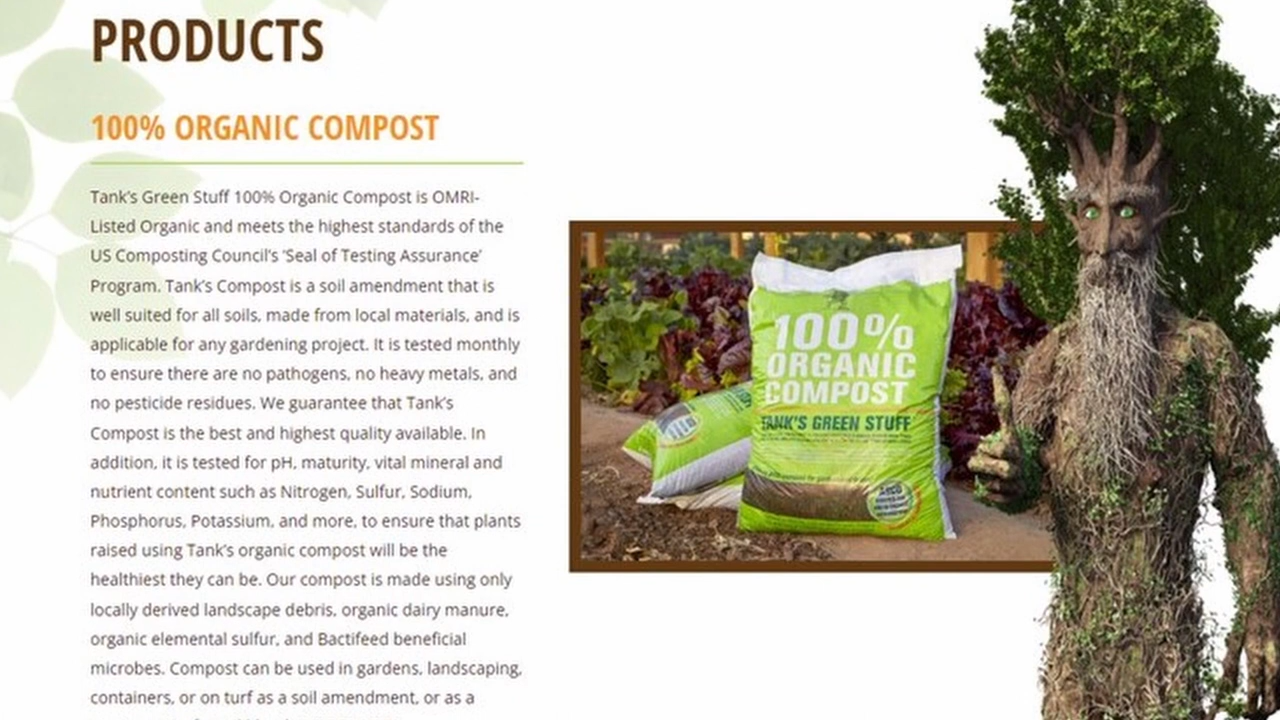 PRODUCTS
100% ORGANIC COMPOST
Tank's Green Stuff 100% Organic Compost is OMRI-
Listed Organic and meets the highest standards of the
US Composting Council's 'Seal of Testing Assurance'
Program. Tank's Compost is a soil amendment that is
well suited for all soils, made from local materials, and is
applicable for any gardening project. It is tested monthly
to ensure there are no pathogens, no heavy metals, and
no pesticide residues. We guarantee that Tank's
Compost is the best and highest quality available. In
addition, it is tested for pH, maturity, vital mineral and
nutrient content such as Nitrogen, Sulfur, Sodium,
Phosphorus, Potassium, and more, to ensure that plants
raised using Tank's organic compost will be the
healthiest they can be. Our compost is made using only
locally derived landscape debris, organic dairy manure,
organic elemental sulfur, and Bactifeed beneficial
microbes. Compost can be used in gardens, landscaping,
containers, or on turf as a soil amendment, or as a
100%
ORGANIC
COMPOST
TANK'S GREEN STUFF